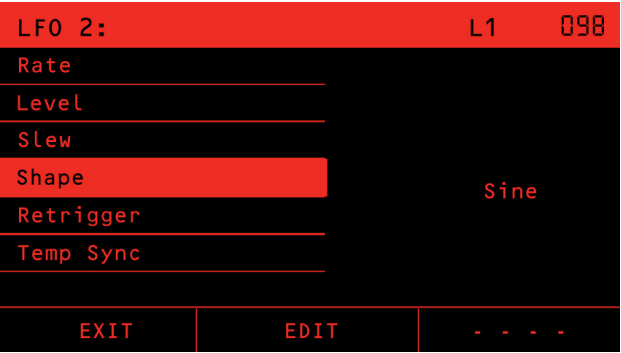 LFO 2: L1 098
Rate
Level
Slew
Shape
Sine
Retrigger
Temp Sync
EXIT EDIT - - - -